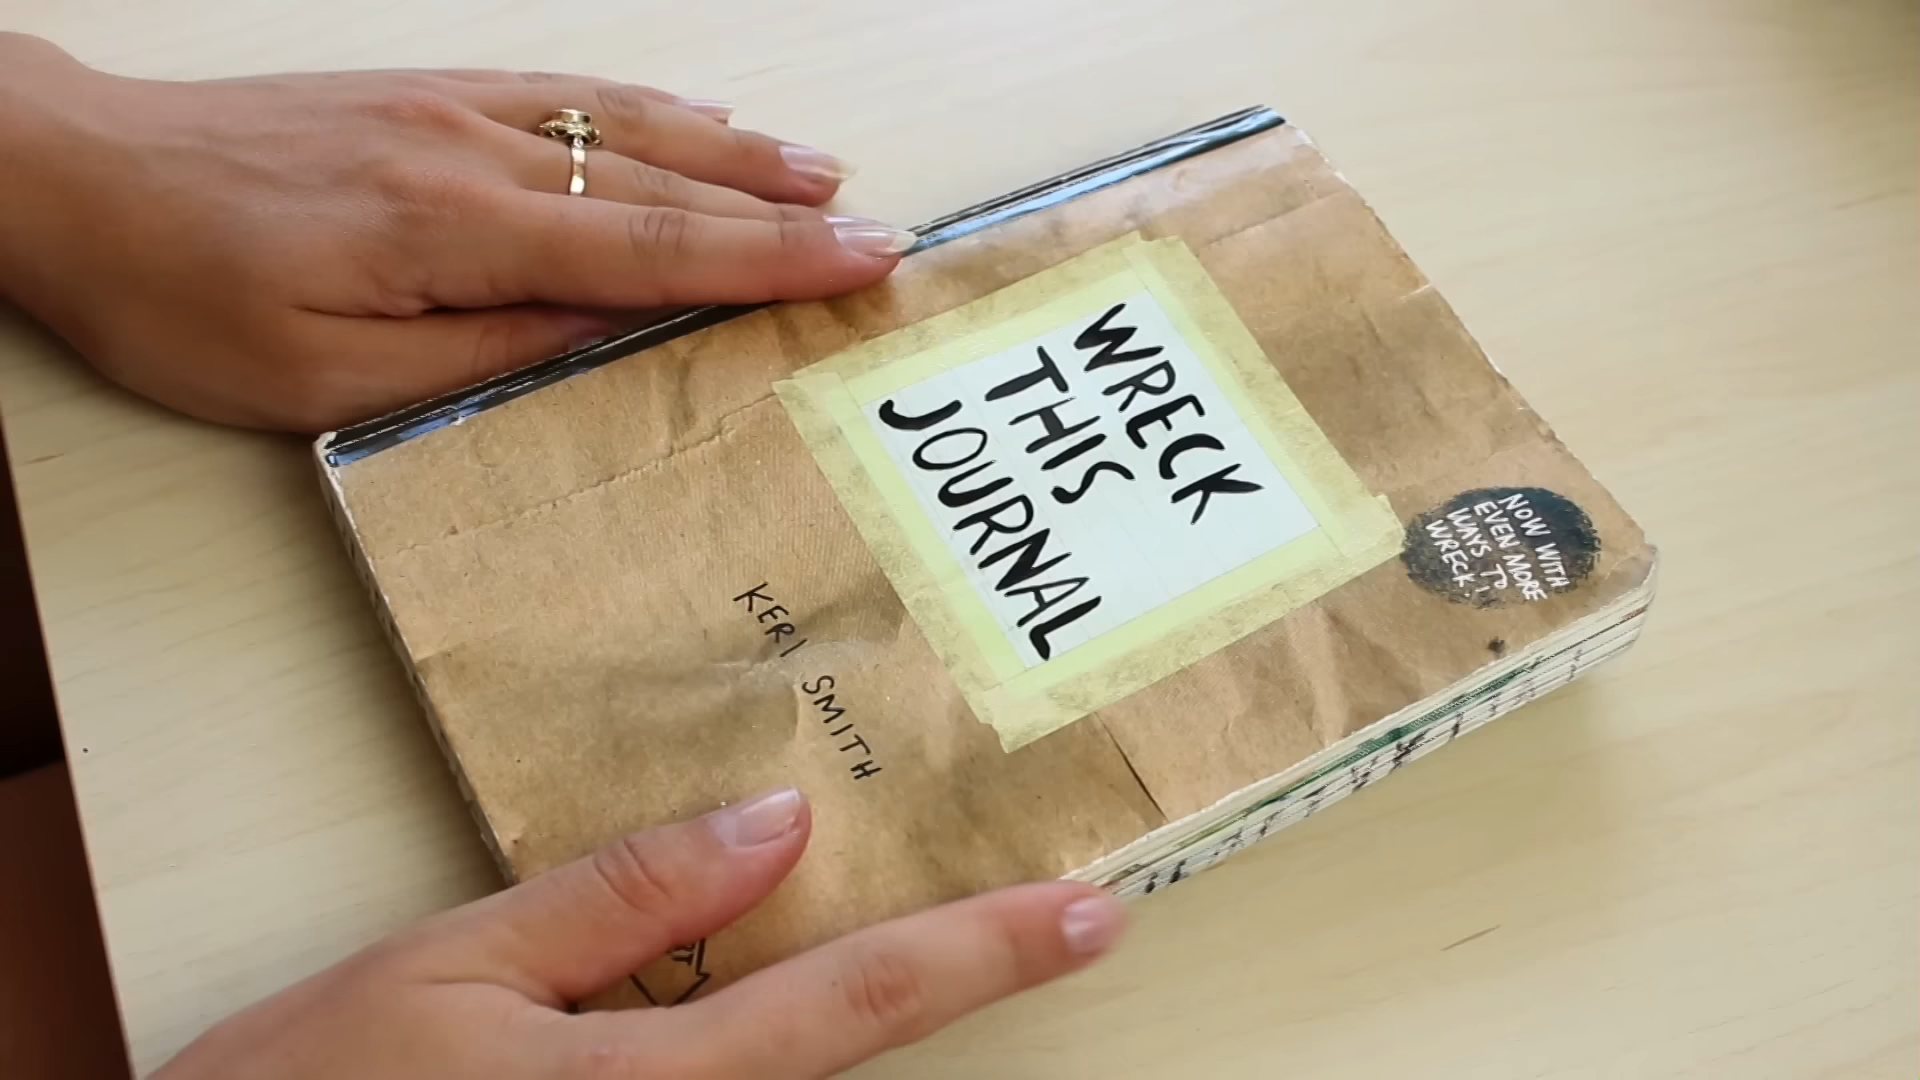 WRECK
THIS
JOURNAL
NOW WITH
EVEN MORE
WAYS TO
WRECK!
KERI SMITH